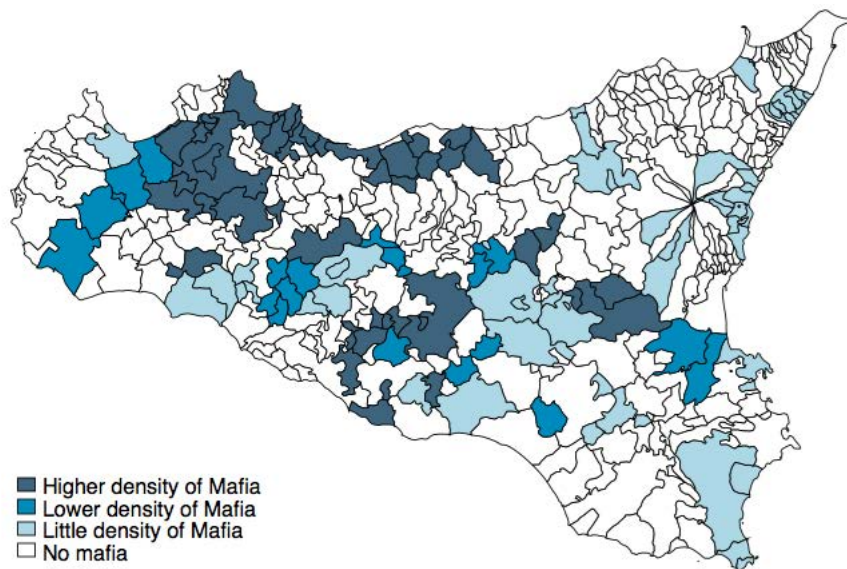 Higher density of Mafia
Lower density of Mafia
Little density of Mafia
No mafia